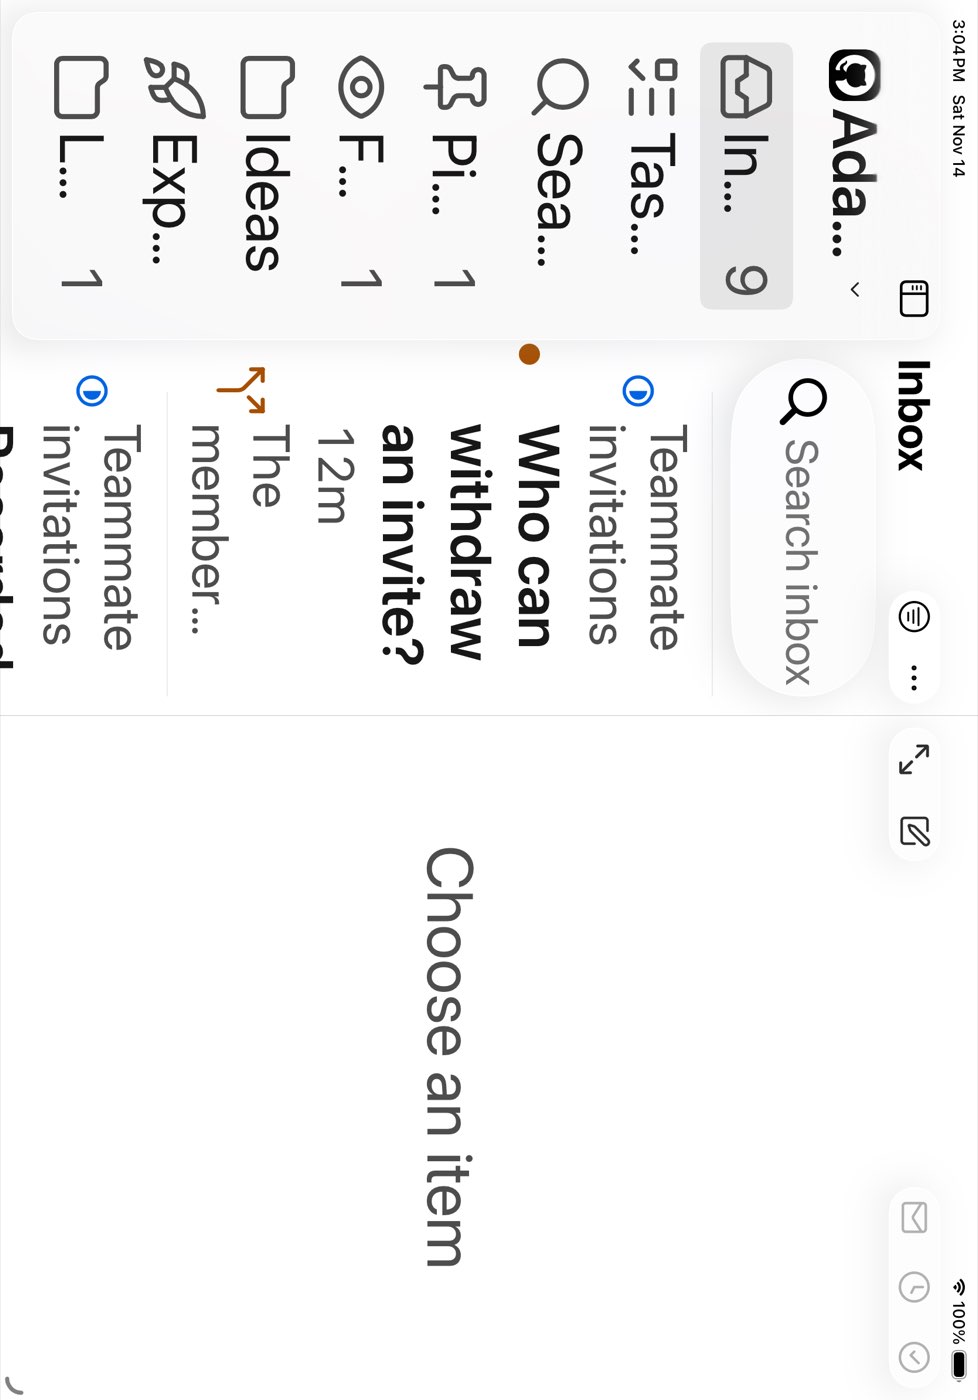 3:04 PM Sat Nov 14
100%
Ada...
In... 9
Tas...
Sea...
Pi... 1
F... 1
Ideas
Exp...
L... 1
Inbox
Search inbox
Teammate
invitations
Who can
withdraw
an invite?
12m
The
member...
Teammate
invitations
Recorded
Choose an item